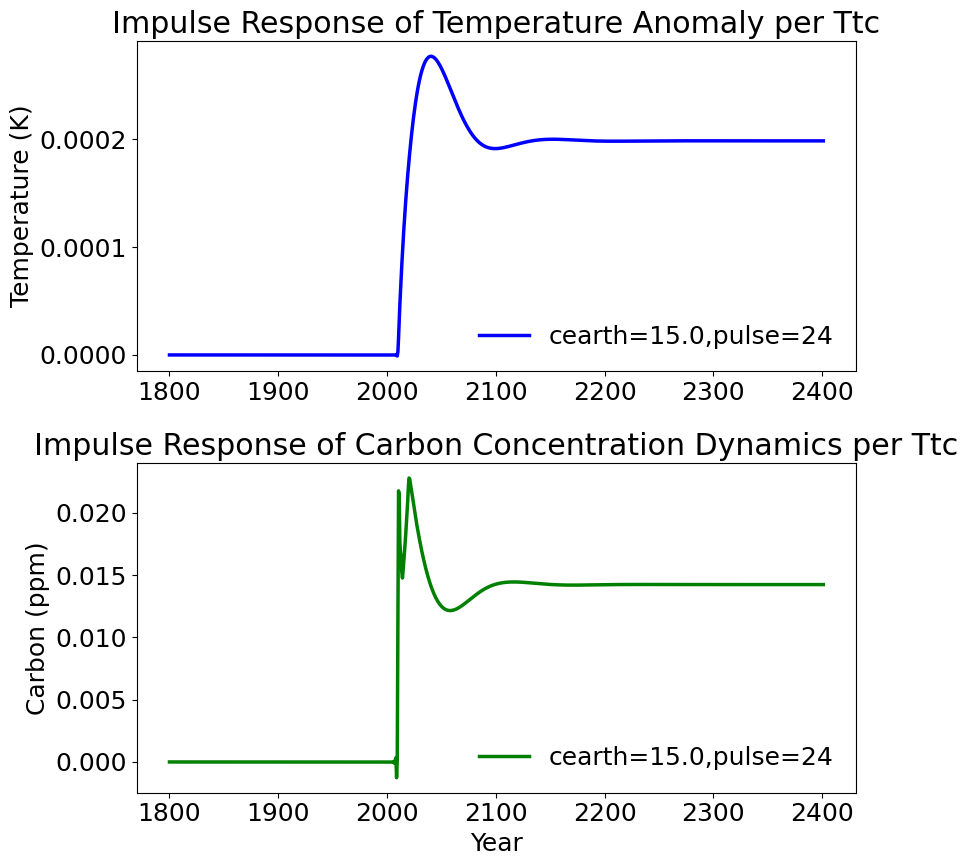 Impulse Response of Temperature Anomaly per Ttc
Temperature (K)
0.0002
0.0001
0.0000
cearth=15.0,pulse=24
1800 1900 2000 2100 2200 2300 2400
Impulse Response of Carbon Concentration Dynamics per Ttc
Carbon (ppm)
0.020
0.015
0.010
0.005
0.000
cearth=15.0,pulse=24
1800 1900 2000 2100 2200 2300 2400
Year